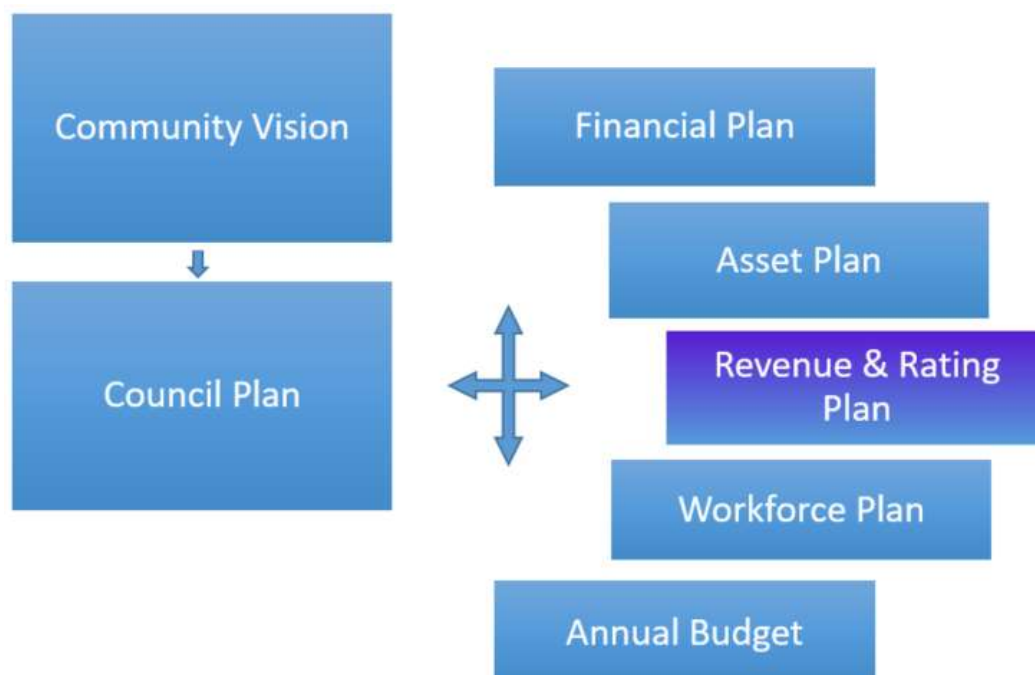 Community Vision
Council Plan
Financial Plan
Asset Plan
Revenue & Rating
Plan
Workforce Plan
Annual Budget